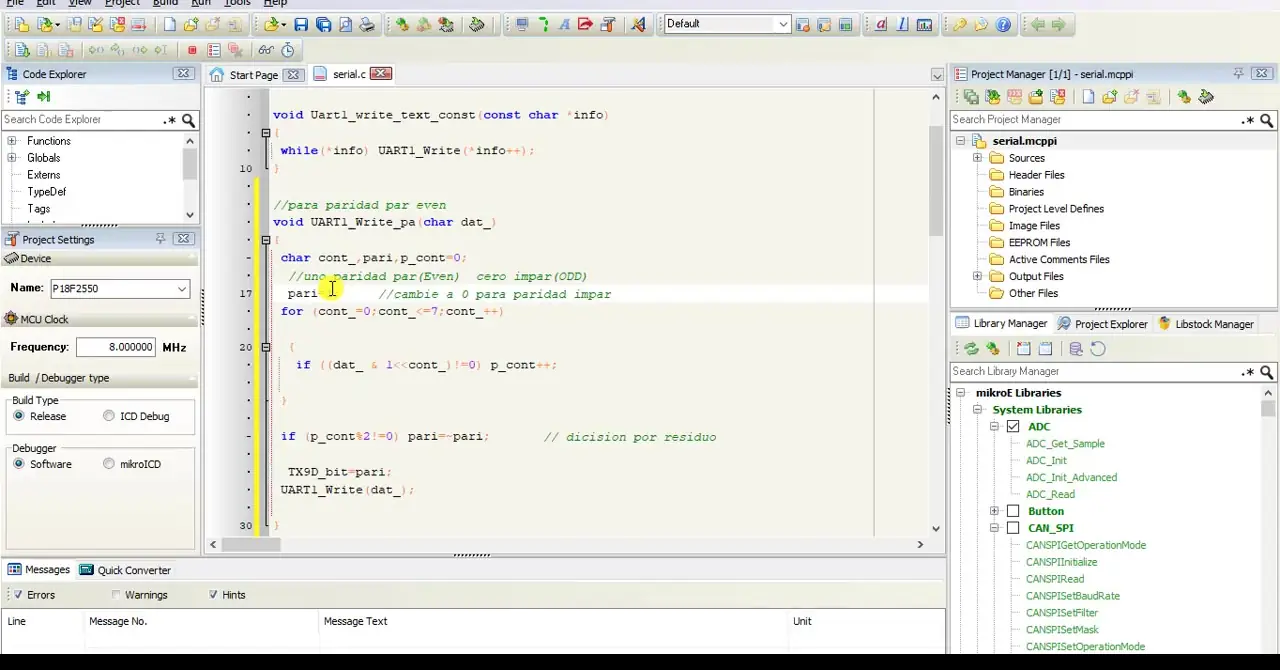 File Edit View Project Build Run Tools Help
Default
Code Explorer
Start Page
serial.c
Project Manager [1/1] - serial.mcppi
Search Code Explorer
Functions
Globals
Externs
TypeDef
Tags
Project Settings
Device
Name: P18F2550
MCU Clock
Frequency: 8.000000 MHz
Build / Debugger type
Build Type
Release ICD Debug
Debugger
Software mikroICD
void Uart1_write_text_const(const char *info)
{
while(*info) UART1_Write(*info++);
10 }
//para paridad par even
void UART1_Write_pa(char dat_)
{
char cont_,pari,p_cont=0;
//uno paridad par(Even) cero impar(ODD)
17 pari //cambie a 0 para paridad impar
for (cont_=0;cont_<=7;cont_++)
20 {
if ((dat_ & 1<<cont_)!=0) p_cont++;
}
if (p_cont%2!=0) pari=~pari; // dicision por residuo
TX9D_bit=pari;
UART1_Write(dat_);
30 }
Search Project Manager
serial.mcppi
Sources
Header Files
Binaries
Project Level Defines
Image Files
EEPROM Files
Active Comments Files
Output Files
Other Files
Library Manager Project Explorer Libstock Manager
Search Library Manager
mikroE Libraries
System Libraries
ADC
ADC_Get_Sample
ADC_Init
ADC_Init_Advanced
ADC_Read
Button
CAN_SPI
CANSPIGetOperationMode
CANSPIInitialize
CANSPIRead
CANSPISetBaudRate
CANSPISetFilter
CANSPISetMask
CANSPISetOperationMode
Messages Quick Converter
Errors Warnings Hints
Line Message No. Message Text Unit